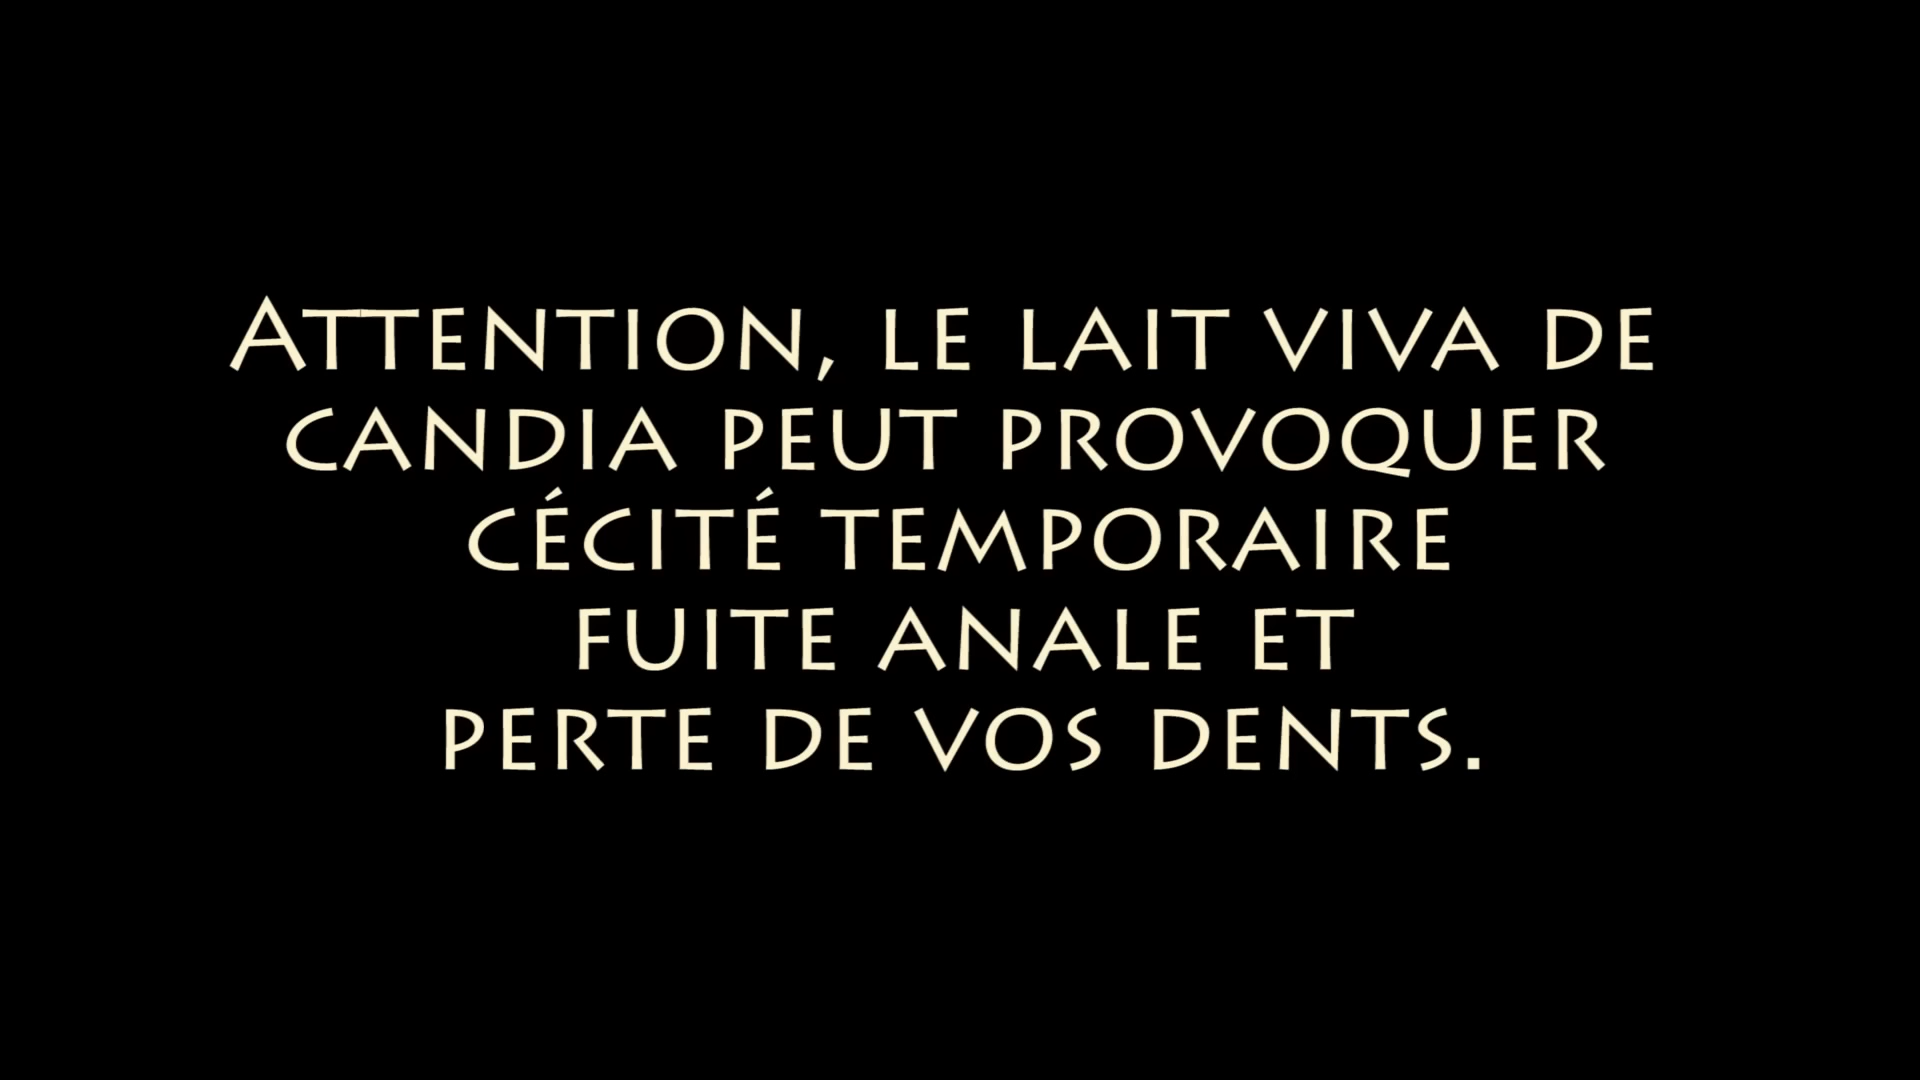 Attention, le lait viva de
candia peut provoquer
cécité temporaire
fuite anale et
perte de vos dents.